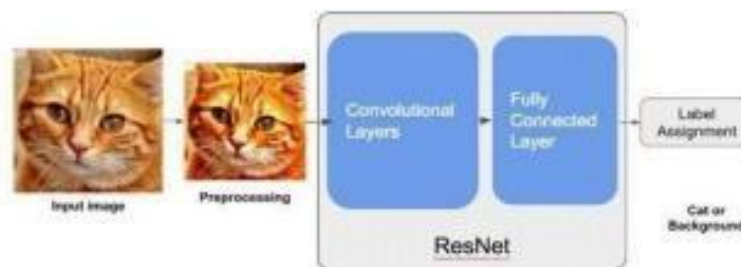 Input image
Preprocessing
Convolutional
Layers
Fully
Connected
Layer
ResNet
Label
Assignment
Cat or
Background